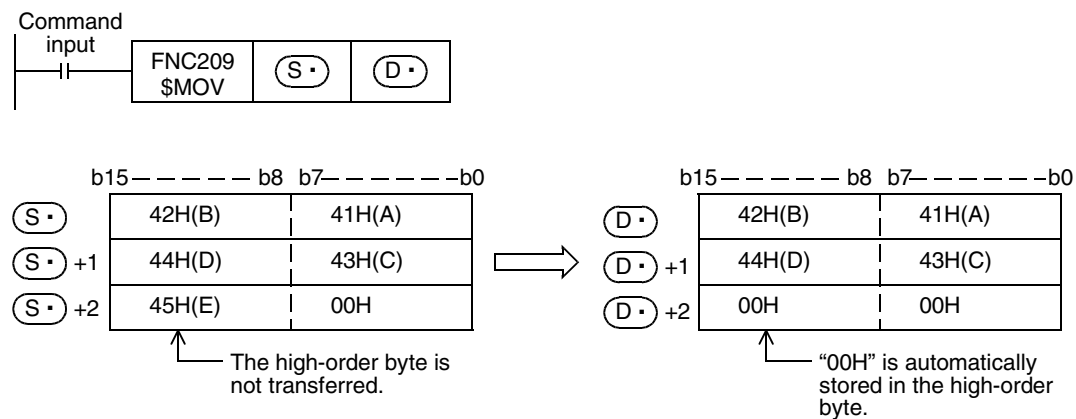 Command
input
FNC209
$MOV
S·
D·
b15 — — — — — b8 b7 — — — — — b0
S· 42H(B) 41H(A)
S· +1 44H(D) 43H(C)
S· +2 45H(E) 00H
The high-order byte is
not transferred.
b15 — — — — — b8 b7 — — — — — b0
D· 42H(B) 41H(A)
D· +1 44H(D) 43H(C)
D· +2 00H 00H
“00H” is automatically
stored in the high-order
byte.